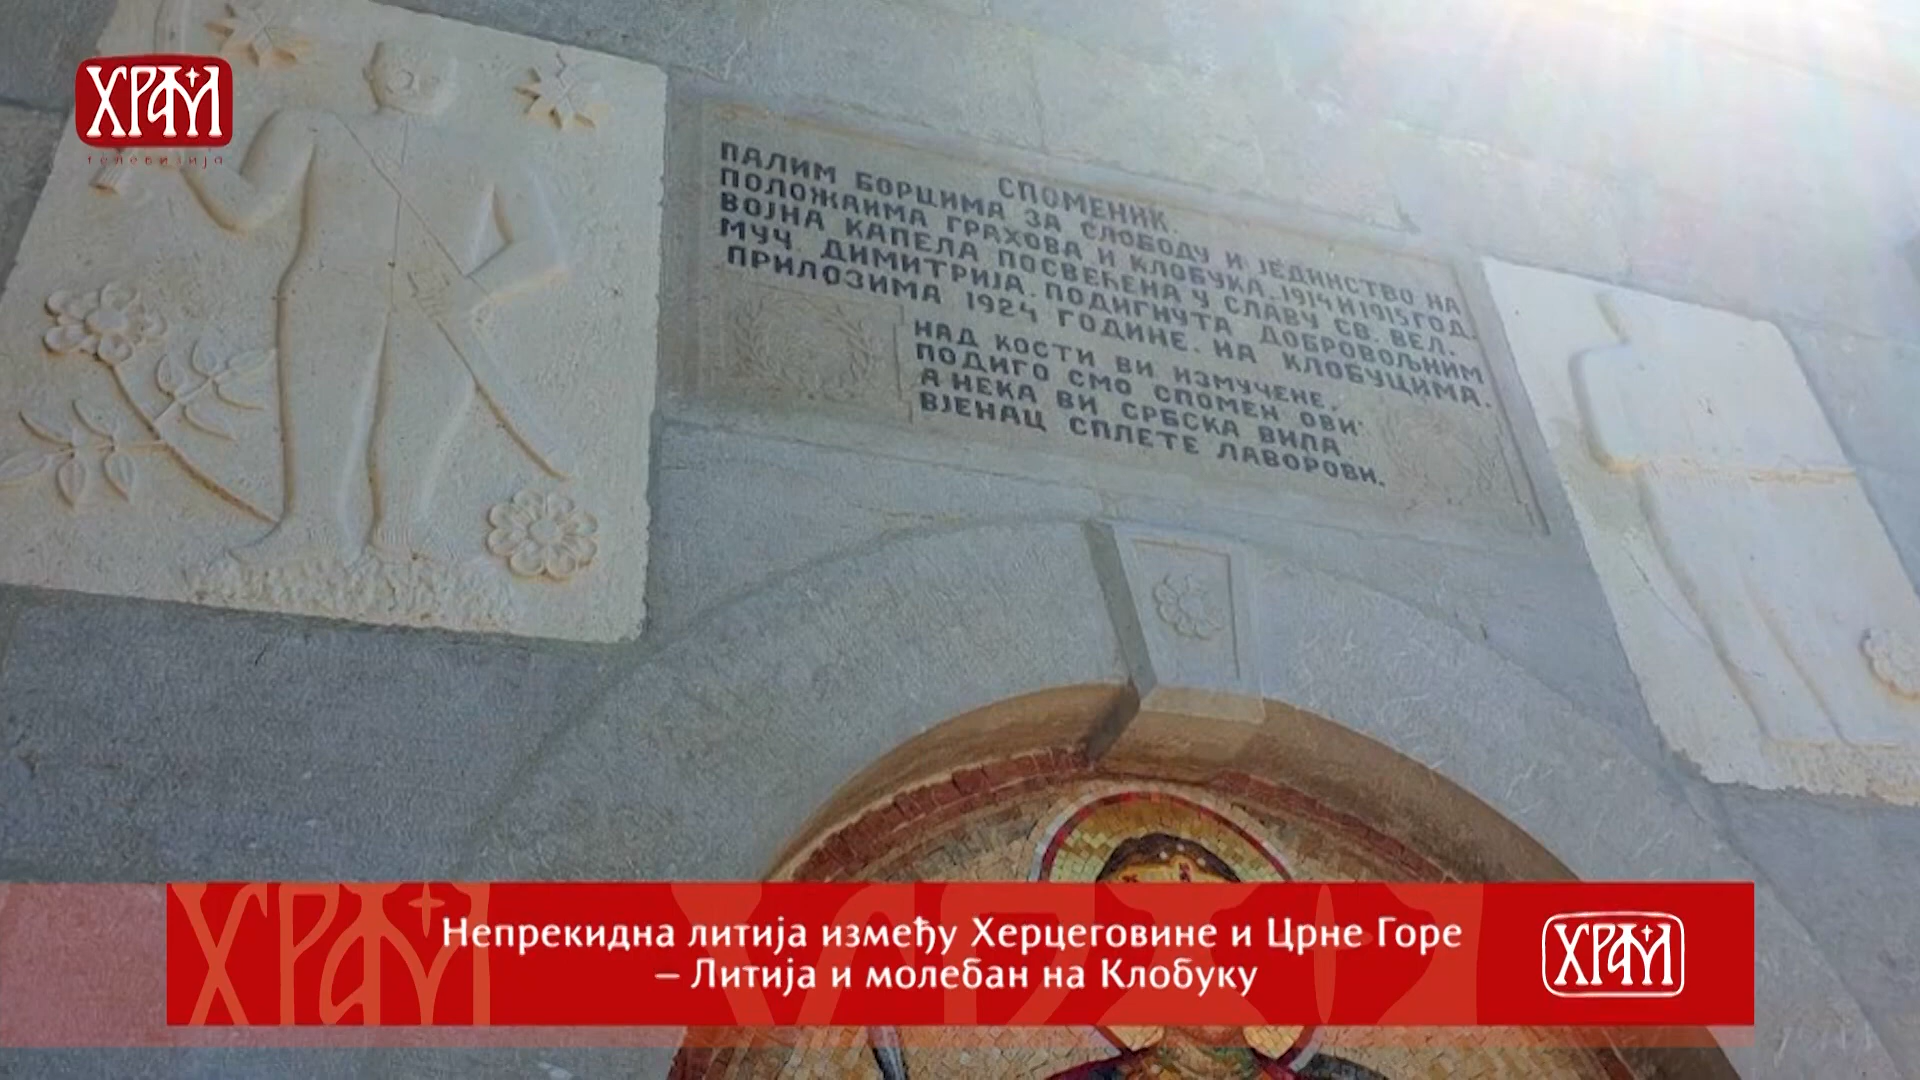 ХРАМ
телевизија
СПОМЕНИК.
ПАЛИМ БОРЦИМА ЗА СЛОБОДУ И ЈЕДИНСТВО НА
ПОЛОЖАИМА ГРАХОВА И КЛОБУКА. 1914 И 1915 ГОД.
ВОЈНА КАПЕЛА ПОСВЕЋЕНА У СЛАВУ СВ. ВЕЛ.
МУЧ. ДИМИТРИЈА. ПОДИГНУТА ДОБРОВОЉНИМ
ПРИЛОЗИМА 1924 ГОДИНЕ. НА КЛОБУЦИМА.
НАД КОСТИ ВИ ИЗМУЧЕНЕ,
ПОДИГО СМО СПОМЕН ОВИ:
А НЕКА ВИ СРБСКА ВИЛА
ВЈЕНАЦ СПЛЕТЕ ЛАВОРОВИ.
Непрекидна литија између Херцеговине и Црне Горе
– Литија и молебан на Клобуку
ХРАМ